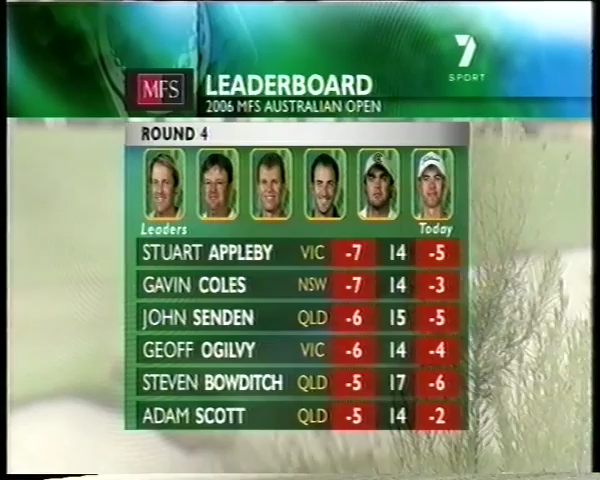 7
SPORT
MFS
LEADERBOARD
2006 MFS AUSTRALIAN OPEN
ROUND 4
Leaders Today
STUART APPLEBY VIC -7 14 -5
GAVIN COLES NSW -7 14 -3
JOHN SENDEN QLD -6 15 -5
GEOFF OGILVY VIC -6 14 -4
STEVEN BOWDITCH QLD -5 17 -6
ADAM SCOTT QLD -5 14 -2